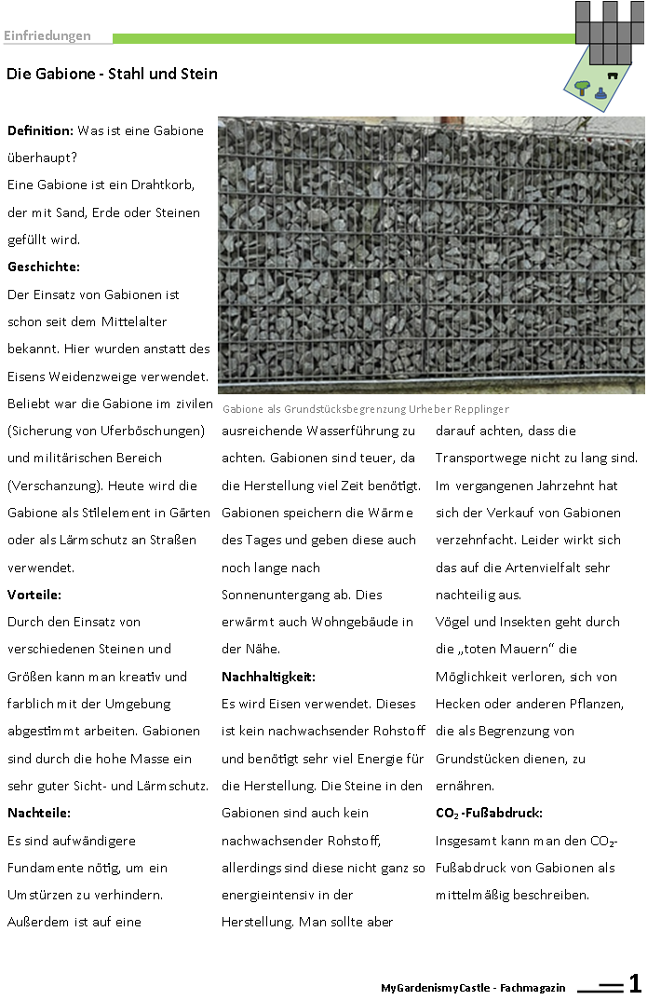 Einfriedungen
Die Gabione - Stahl und Stein
Definition: Was ist eine Gabione
überhaupt?
Eine Gabione ist ein Drahtkorb,
der mit Sand, Erde oder Steinen
gefüllt wird.
Geschichte:
Der Einsatz von Gabionen ist
schon seit dem Mittelalter
bekannt. Hier wurden anstatt des
Eisens Weidenzweige verwendet.
Beliebt war die Gabione im zivilen
(Sicherung von Uferböschungen)
und militärischen Bereich
(Verschanzung). Heute wird die
Gabione als Stilelement in Gärten
oder als Lärmschutz an Straßen
verwendet.
Vorteile:
Durch den Einsatz von
verschiedenen Steinen und
Größen kann man kreativ und
farblich mit der Umgebung
abgestimmt arbeiten. Gabionen
sind durch die hohe Masse ein
sehr guter Sicht- und Lärmschutz.
Nachteile:
Es sind aufwändigere
Fundamente nötig, um ein
Umstürzen zu verhindern.
Außerdem ist auf eine
Gabione als Grundstücksbegrenzung Urheber Repplinger
ausreichende Wasserführung zu
achten. Gabionen sind teuer, da
die Herstellung viel Zeit benötigt.
Gabionen speichern die Wärme
des Tages und geben diese auch
noch lange nach
Sonnenuntergang ab. Dies
erwärmt auch Wohngebäude in
der Nähe.
Nachhaltigkeit:
Es wird Eisen verwendet. Dieses
ist kein nachwachsender Rohstoff
und benötigt sehr viel Energie für
die Herstellung. Die Steine in den
Gabionen sind auch kein
nachwachsender Rohstoff,
allerdings sind diese nicht ganz so
energieintensiv in der
Herstellung. Man sollte aber
darauf achten, dass die
Transportwege nicht zu lang sind.
Im vergangenen Jahrzehnt hat
sich der Verkauf von Gabionen
verzehnfacht. Leider wirkt sich
das auf die Artenvielfalt sehr
nachteilig aus.
Vögel und Insekten geht durch
die „toten Mauern“ die
Möglichkeit verloren, sich von
Hecken oder anderen Pflanzen,
die als Begrenzung von
Grundstücken dienen, zu
ernähren.
CO₂ -Fußabdruck:
Insgesamt kann man den CO₂-
Fußabdruck von Gabionen als
mittelmäßig beschreiben.
MyGardenismyCastle - Fachmagazin 1